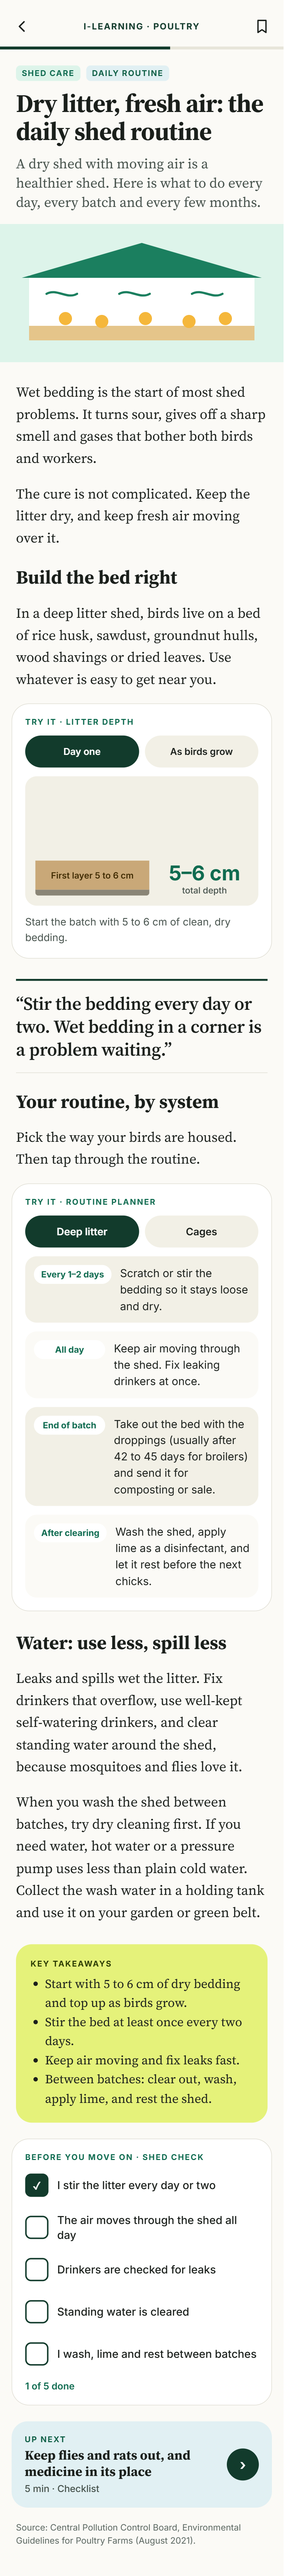 I-LEARNING · POULTRY
SHED CARE
DAILY ROUTINE
Dry litter, fresh air: the
daily shed routine
A dry shed with moving air is a
healthier shed. Here is what to do every
day, every batch and every few months.
Wet bedding is the start of most shed
problems. It turns sour, gives off a sharp
smell and gases that bother both birds
and workers.
The cure is not complicated. Keep the
litter dry, and keep fresh air moving
over it.
Build the bed right
In a deep litter shed, birds live on a bed
of rice husk, sawdust, groundnut hulls,
wood shavings or dried leaves. Use
whatever is easy to get near you.
TRY IT · LITTER DEPTH
Day one
As birds grow
First layer 5 to 6 cm
5–6 cm
total depth
Start the batch with 5 to 6 cm of clean, dry
bedding.
“Stir the bedding every day or
two. Wet bedding in a corner is
a problem waiting.”
Your routine, by system
Pick the way your birds are housed.
Then tap through the routine.
TRY IT · ROUTINE PLANNER
Deep litter
Cages
Every 1–2 days
Scratch or stir the
bedding so it stays loose
and dry.
All day
Keep air moving through
the shed. Fix leaking
drinkers at once.
End of batch
Take out the bed with the
droppings (usually after
42 to 45 days for broilers)
and send it for
composting or sale.
After clearing
Wash the shed, apply
lime as a disinfectant, and
let it rest before the next
chicks.
Water: use less, spill less
Leaks and spills wet the litter. Fix
drinkers that overflow, use well-kept
self-watering drinkers, and clear
standing water around the shed,
because mosquitoes and flies love it.
When you wash the shed between
batches, try dry cleaning first. If you
need water, hot water or a pressure
pump uses less than plain cold water.
Collect the wash water in a holding tank
and use it on your garden or green belt.
KEY TAKEAWAYS
• Start with 5 to 6 cm of dry bedding
and top up as birds grow.
• Stir the bed at least once every two
days.
• Keep air moving and fix leaks fast.
• Between batches: clear out, wash,
apply lime, and rest the shed.
BEFORE YOU MOVE ON · SHED CHECK
I stir the litter every day or two
The air moves through the shed all
day
Drinkers are checked for leaks
Standing water is cleared
I wash, lime and rest between batches
1 of 5 done
UP NEXT
Keep flies and rats out, and
medicine in its place
5 min · Checklist
Source: Central Pollution Control Board, Environmental
Guidelines for Poultry Farms (August 2021).